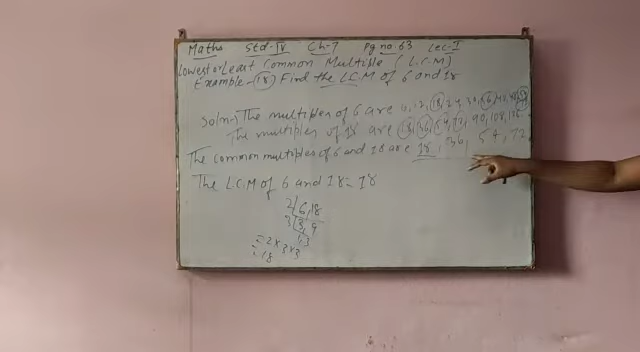 Maths Std-IV Ch-7 Pg no: 63 Lec-I
Lowest or Least Common Multiple (L.C.M)
Example-(18) Find the L.C.M of 6 and 18
Soln:- The multiples of 6 are 6, 12, 18, 24, 30, 36, 42, 48, 54
The multiples of 18 are 18, 36, 54, 72, 90, 108, 126
The common multiples of 6 and 18 are 18, 36, 54, 72
The L.C.M of 6 and 18 = 18
2 6, 18
3 3, 9
1, 3
= 2 x 3 x 3
= 18